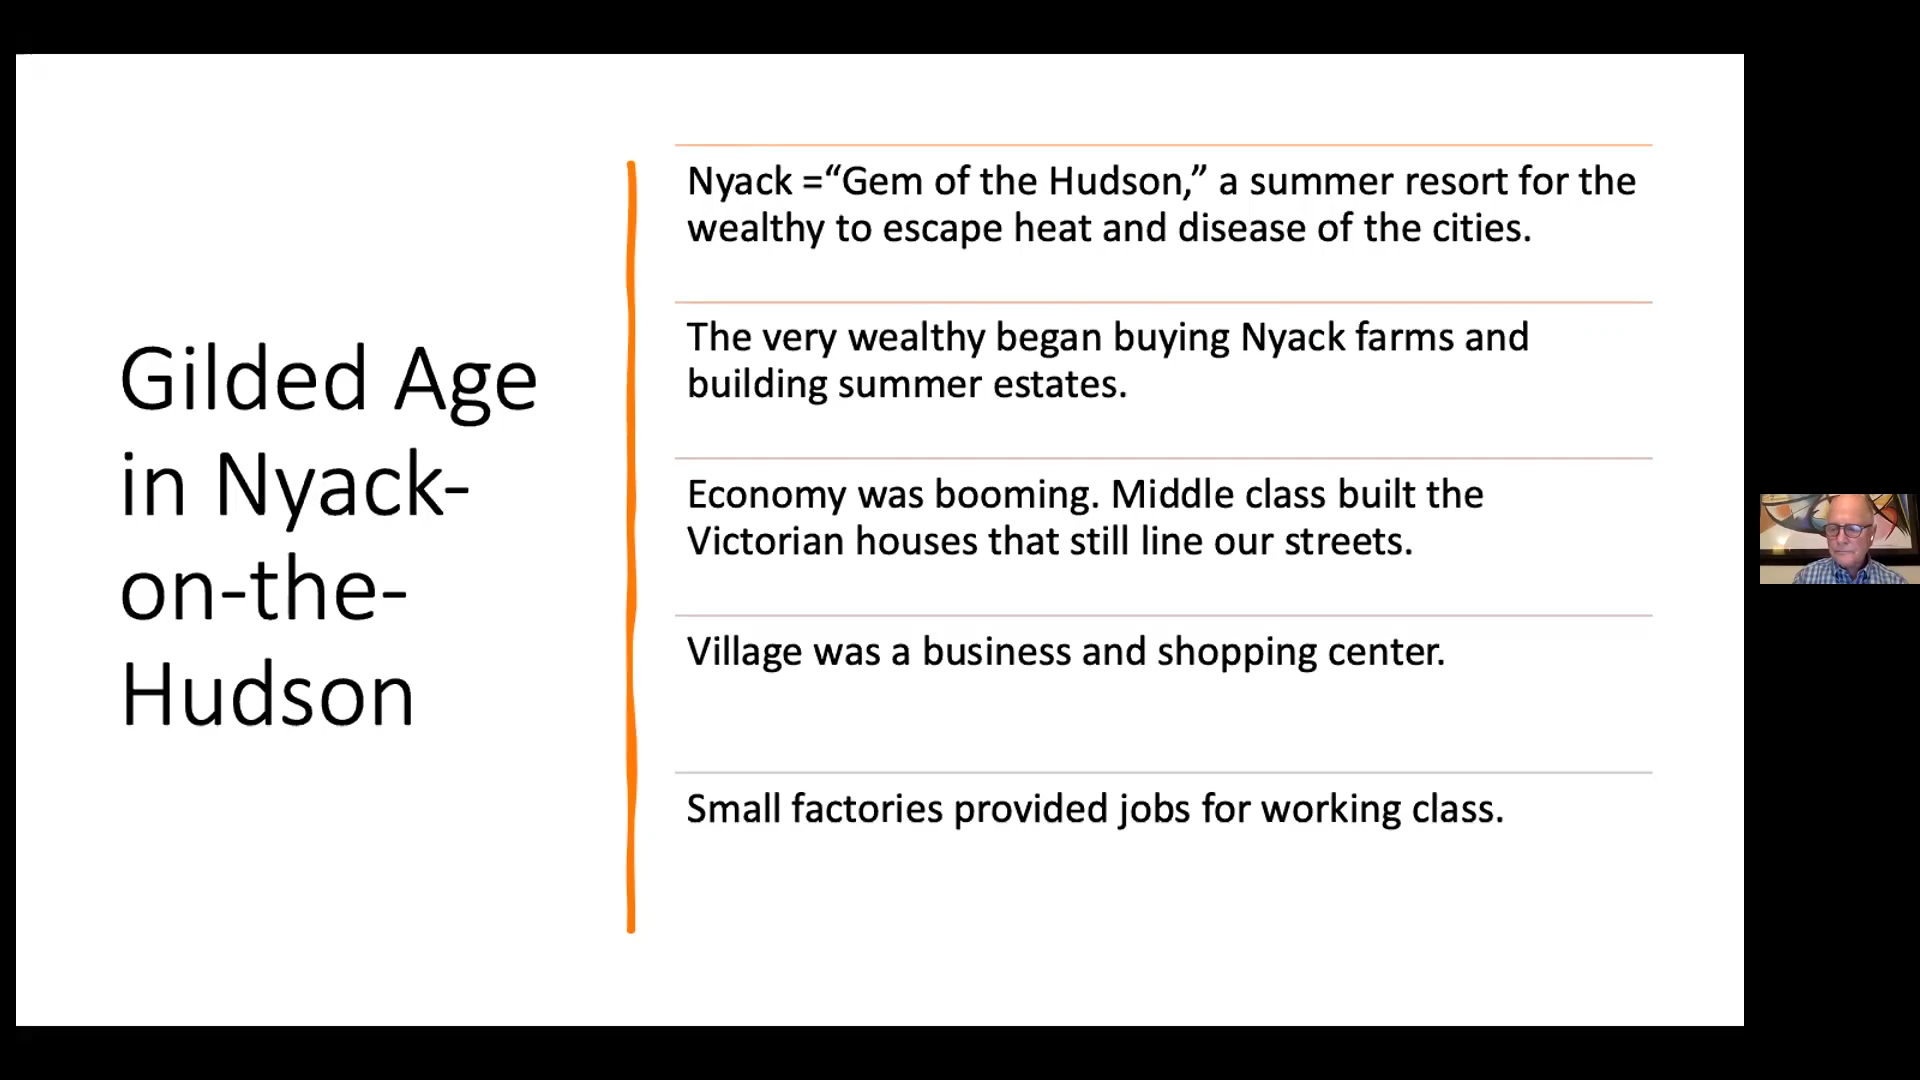 Gilded Age
in Nyack-
on-the-
Hudson
Nyack =“Gem of the Hudson,” a summer resort for the
wealthy to escape heat and disease of the cities.
The very wealthy began buying Nyack farms and
building summer estates.
Economy was booming. Middle class built the
Victorian houses that still line our streets.
Village was a business and shopping center.
Small factories provided jobs for working class.